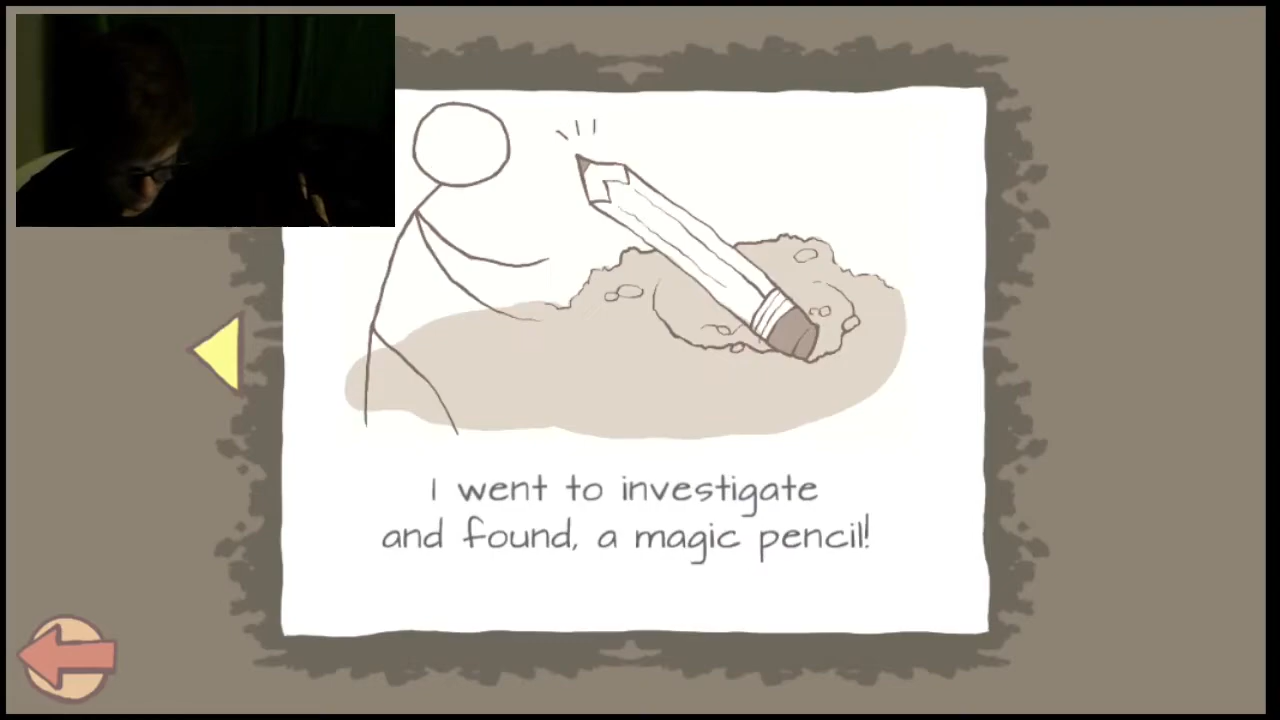 I went to investigate
and found, a magic pencil!